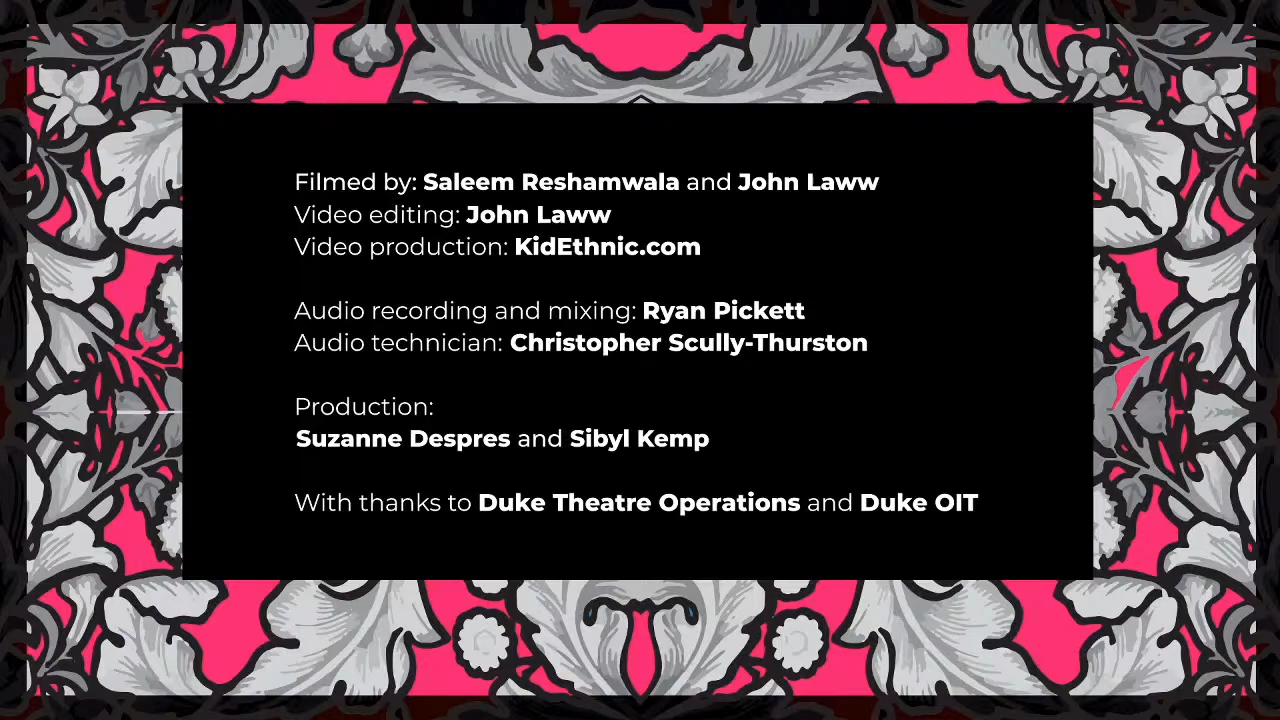 Filmed by: Saleem Reshamwala and John Laww
Video editing: John Laww
Video production: KidEthnic.com
Audio recording and mixing: Ryan Pickett
Audio technician: Christopher Scully-Thurston
Production:
Suzanne Despres and Sibyl Kemp
With thanks to Duke Theatre Operations and Duke OIT